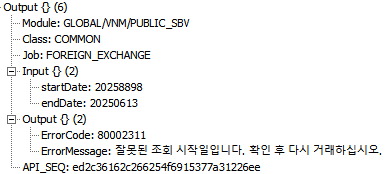 Output {} (6)
Module: GLOBAL/VNM/PUBLIC_SBV
Class: COMMON
Job: FOREIGN_EXCHANGE
Input {} (2)
startDate: 20258898
endDate: 20250613
Output {} (2)
ErrorCode: 80002311
ErrorMessage: 잘못된 조회 시작일입니다. 확인 후 다시 거래하십시오.
API_SEQ: ed2c36162c266254f6915377a31226ee